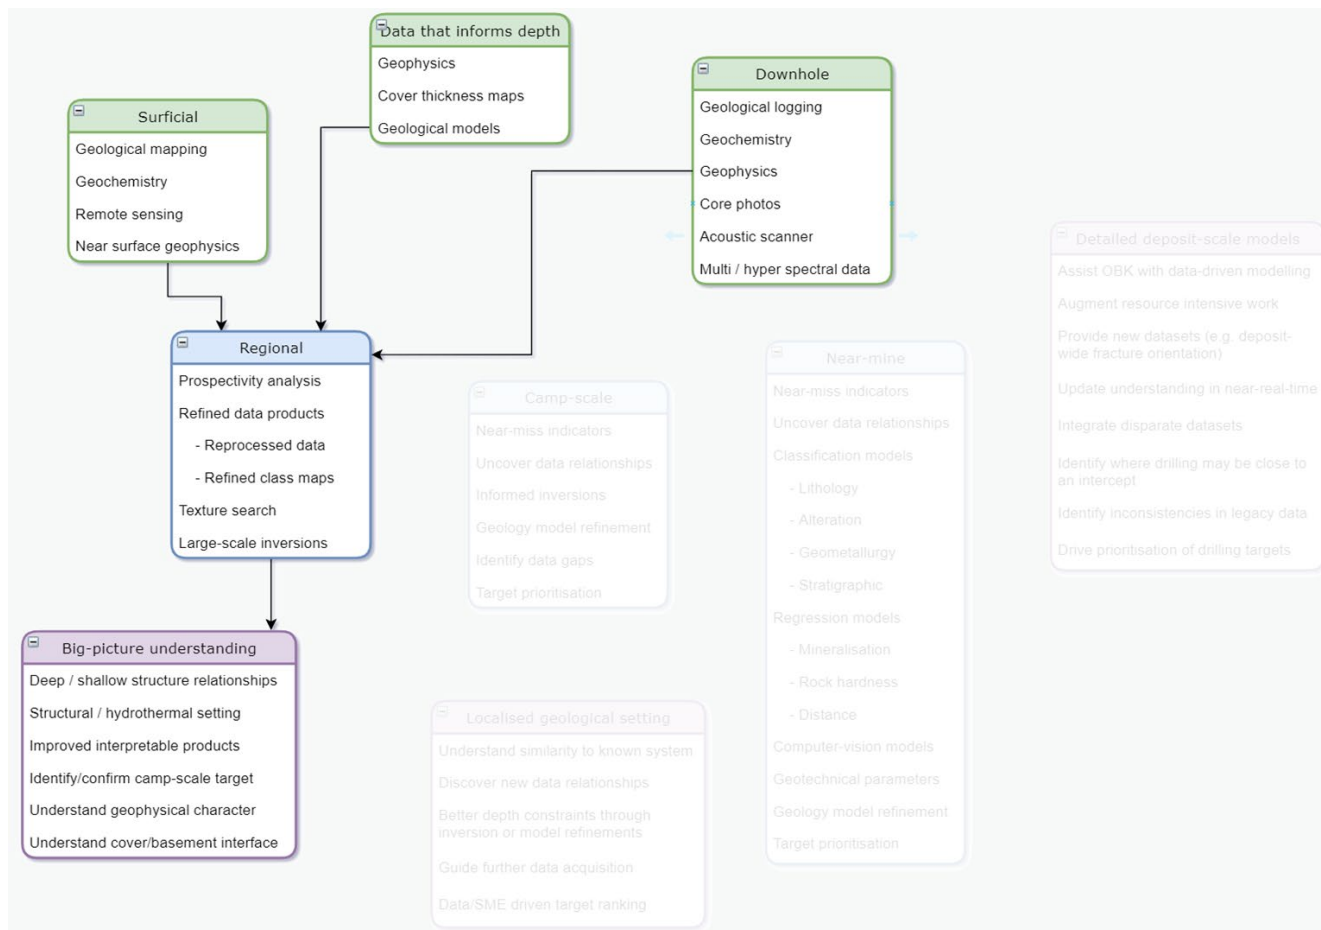 Data that informs depth
Geophysics
Cover thickness maps
Geological models
Downhole
Geological logging
Geochemistry
Geophysics
Core photos
Acoustic scanner
Multi / hyper spectral data
Surficial
Geological mapping
Geochemistry
Remote sensing
Near surface geophysics
Regional
Prospectivity analysis
Refined data products
- Reprocessed data
- Refined class maps
Texture search
Large-scale inversions
Big-picture understanding
Deep / shallow structure relationships
Structural / hydrothermal setting
Improved interpretable products
Identify/confirm camp-scale target
Understand geophysical character
Understand cover/basement interface
Camp-scale
Near-miss indicators
Uncover data relationships
Informed inversions
Geology model refinement
Identify data gaps
Target prioritisation
Localised geological setting
Understand similarity to known system
Discover new data relationships
Better depth constraints through
inversion or model refinements
Guide further data acquisition
Data/SME driven target ranking
Near-mine
Near-miss indicators
Uncover data relationships
Classification models
- Lithology
- Alteration
- Geometallurgy
- Stratigraphic
Regression models
- Mineralisation
- Rock hardness
- Distance
Computer-vision models
Geotechnical parameters
Geology model refinement
Target prioritisation
Detailed deposit-scale models
Assist OBK with data-driven modelling
Augment resource intensive work
Provide new datasets (e.g. deposit-
wide fracture orientation)
Update understanding in near-real-time
Integrate disparate datasets
Identify where drilling may be close to
an intercept
Identify inconsistencies in legacy data
Drive prioritisation of drilling targets